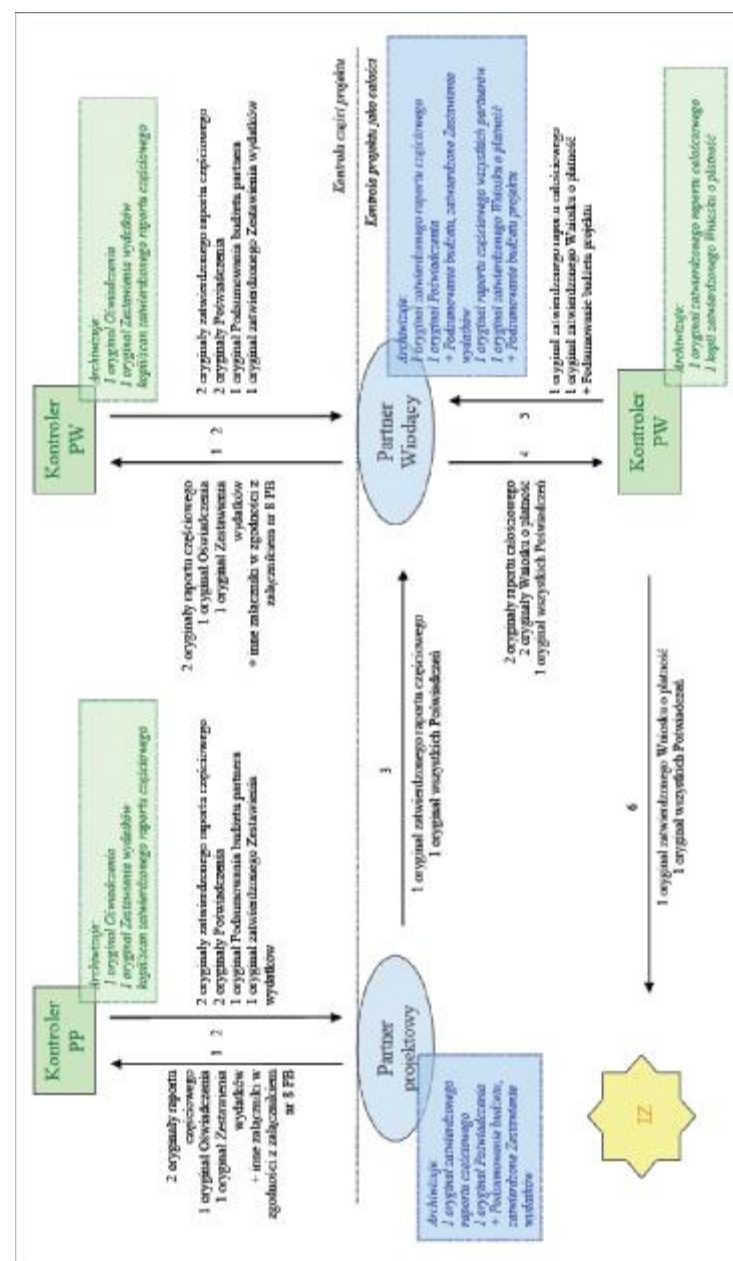 Kontroler
PP
Archiwizuje:
1 oryginał Oświadczenia
1 oryginał Zestawienia wydatków
kopii/scan zatwierdzonego raportu częściowego
2 oryginały raportu
częściowego
1 oryginał Oświadczenia
1 oryginał Zestawienia
wydatków
+ inne załączniki w
zgodności z załącznikiem
nr 8 PB
1
2
2 oryginały zatwierdzonego raportu częściowego
2 oryginały Poświadczenia
1 oryginał Podsumowania budżetu partnera
1 oryginał zatwierdzonego Zestawienia
wydatków
Kontroler
PW
Archiwizuje:
1 oryginał Oświadczenia
1 oryginał Zestawienia wydatków
kopii/scan zatwierdzonego raportu częściowego
2 oryginały raportu częściowego
1 oryginał Oświadczenia
1 oryginał Zestawienia
wydatków
+ inne załączniki w zgodności z
załącznikiem nr 8 PB
1
2
2 oryginały zatwierdzonego raportu częściowego
2 oryginały Poświadczenia
1 oryginał Podsumowania budżetu partnera
1 oryginał zatwierdzonego Zestawienia wydatków
Kontrola części projektu
Kontrola projektu jako całości
Partner
projektowy
Archiwizuje:
1 oryginał zatwierdzonego
raportu częściowego
1 oryginał Poświadczenia
+ Podsumowanie budżetu,
zatwierdzone Zestawienie
wydatków
3
1 oryginał zatwierdzonego raportu częściowego
1 oryginał wszystkich Poświadczeń
Partner
Wiodący
Archiwizuje:
1 oryginał zatwierdzonego raportu częściowego
1 oryginał Poświadczenia
+ Podsumowanie budżetu, zatwierdzone Zestawienie
wydatków
1 oryginał raportu częściowego wszystkich partnerów
1 oryginał zatwierdzonego Wniosku o płatność
+ Podsumowanie budżetu projektu
2 oryginały raportu całościowego
2 oryginały Wniosku o płatność
1 oryginał wszystkich Poświadczeń
4
5
1 oryginał zatwierdzonego raportu całościowego
1 oryginał zatwierdzonego Wniosku o płatność
+ Podsumowanie budżetu projektu
Kontroler
PW
Archiwizuje:
1 oryginał zatwierdzonego raportu całościowego
1 kopii zatwierdzonego Wniosku o płatność
6
1 oryginał zatwierdzonego Wniosku o płatność
1 oryginał wszystkich Poświadczeń
IZ